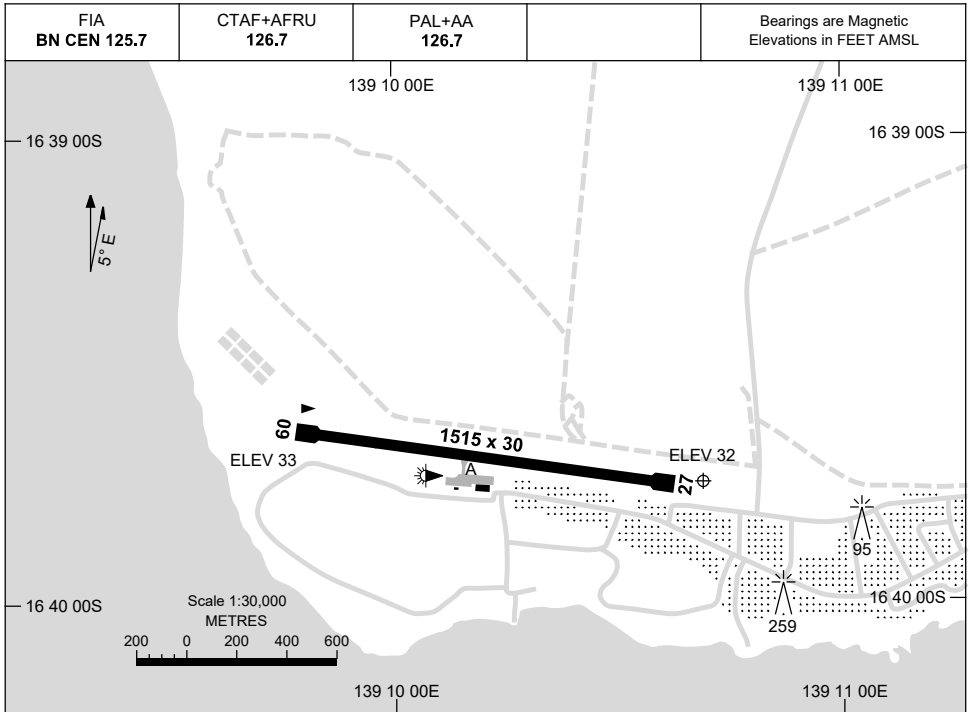 FIA
BN CEN 125.7
CTAF+AFRU
126.7
PAL+AA
126.7
Bearings are Magnetic
Elevations in FEET AMSL
139 10 00E
139 11 00E
16 39 00S
16 39 00S
5° E
09
1515 x 30
ELEV 33
ELEV 32
A
27
95
16 40 00S
16 40 00S
259
Scale 1:30,000
METRES
200 0 200 400 600
139 10 00E
139 11 00E